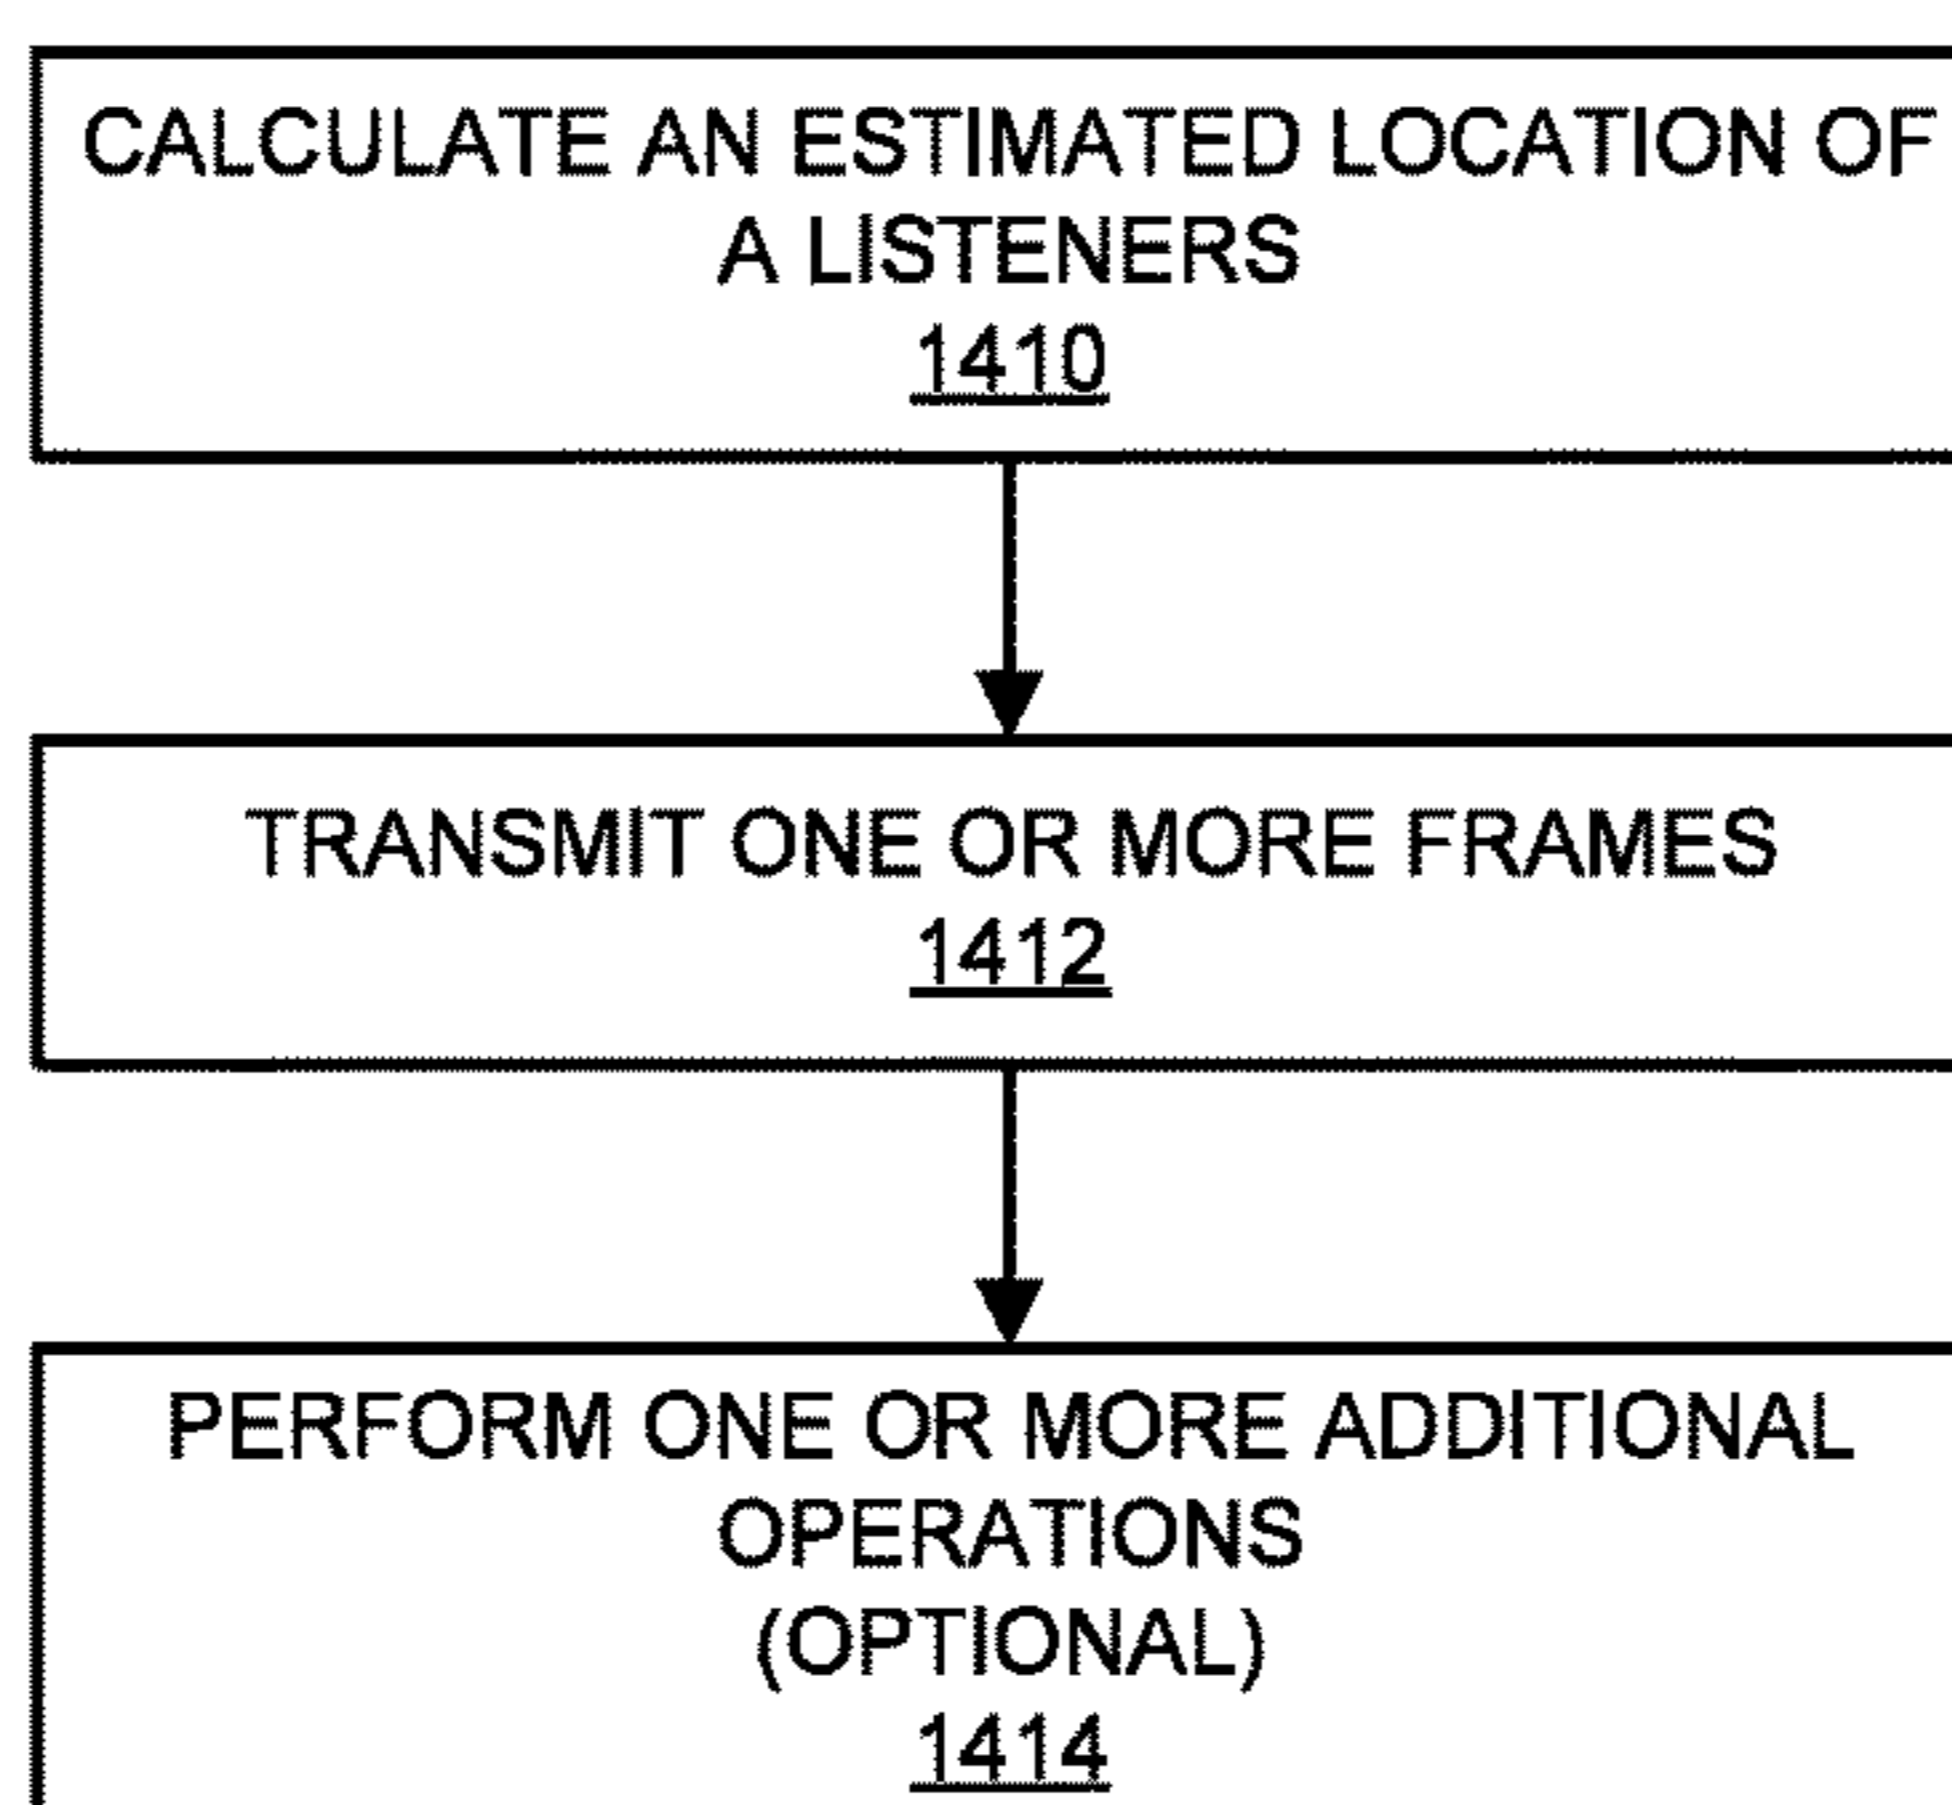 CALCULATE AN ESTIMATED LOCATION OF
A LISTENERS
1410
TRANSMIT ONE OR MORE FRAMES
1412
PERFORM ONE OR MORE ADDITIONAL
OPERATIONS
(OPTIONAL)
1414